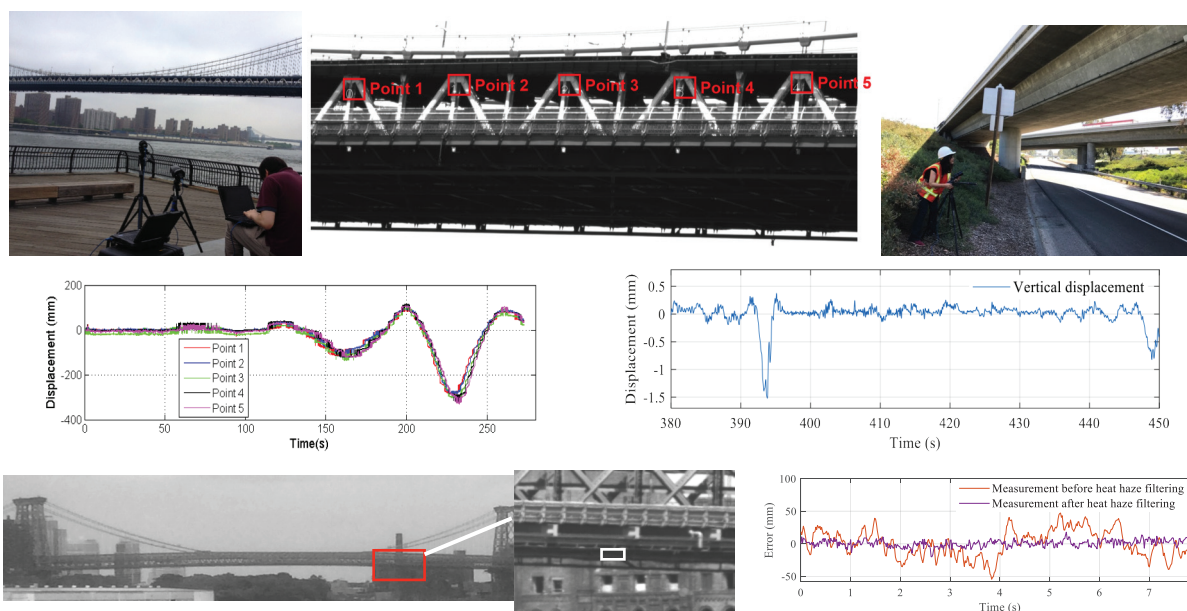 Point 1
Point 2
Point 3
Point 4
Point 5
Displacement (mm)
200
0
-200
-400
Point 1
Point 2
Point 3
Point 4
Point 5
0
50
100
150
200
250
Time(s)
Displacement (mm)
0.5
0
-0.5
-1
-1.5
Vertical displacement
380
390
400
410
420
430
440
450
Time (s)
Error (mm)
100
50
0
-50
Measurement before heat haze filtering
Measurement after heat haze filtering
0
1
2
3
4
5
6
7
Time (s)